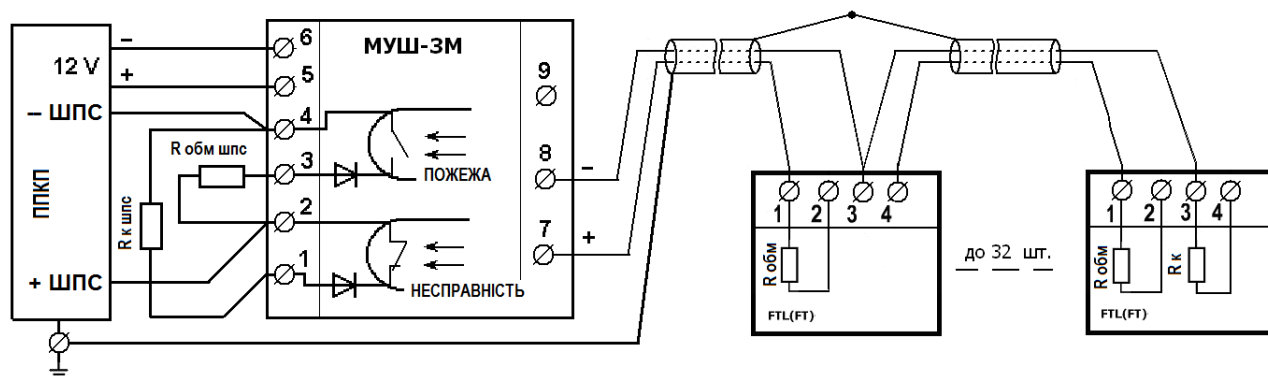 ППКП
12 V
–
+
– ШПС
+ ШПС
R к шпс
R обм шпс
МУШ-3М
6
5
4
3
2
1
ПОЖЕЖА
НЕСПРАВНІСТЬ
9
8
7
–
+
1
2
3
4
R обм
FTL(FT)
до 32 шт.
1
2
3
4
R обм
R к
FTL(FT)